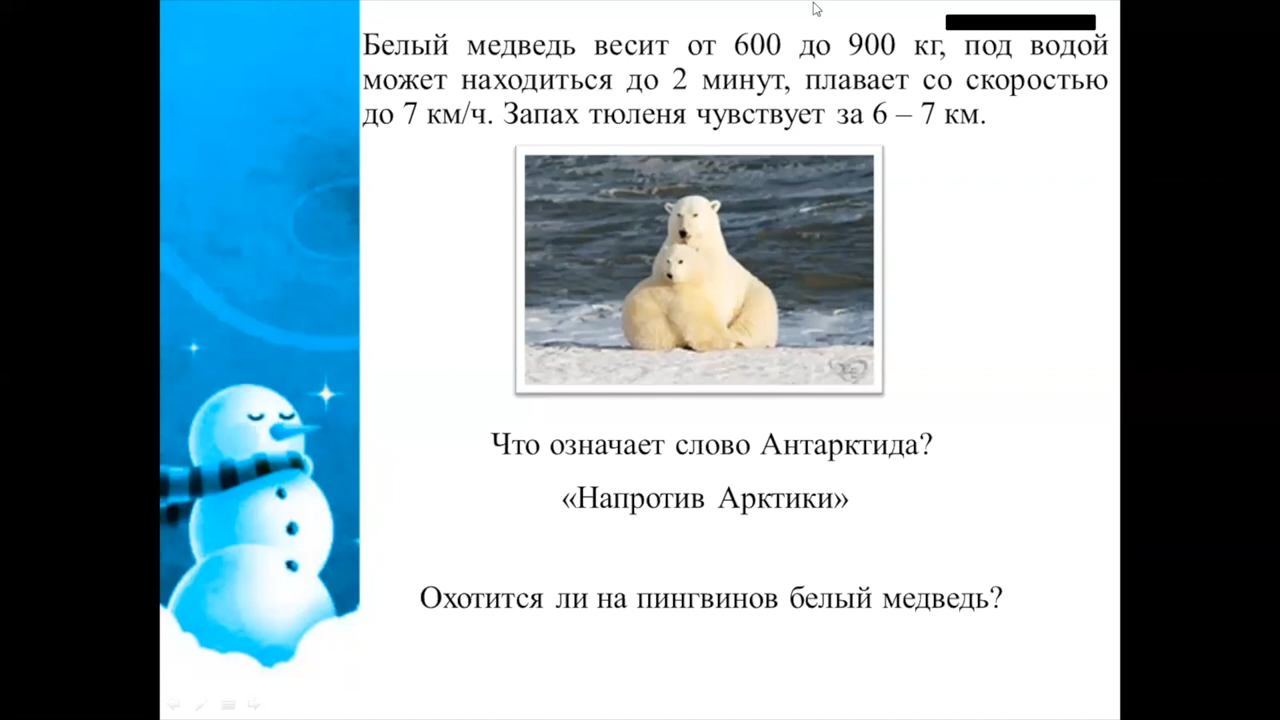 Белый медведь весит от 600 до 900 кг, под водой
может находиться до 2 минут, плавает со скоростью
до 7 км/ч. Запах тюленя чувствует за 6 – 7 км.
Что означает слово Антарктида?
«Напротив Арктики»
Охотится ли на пингвинов белый медведь?